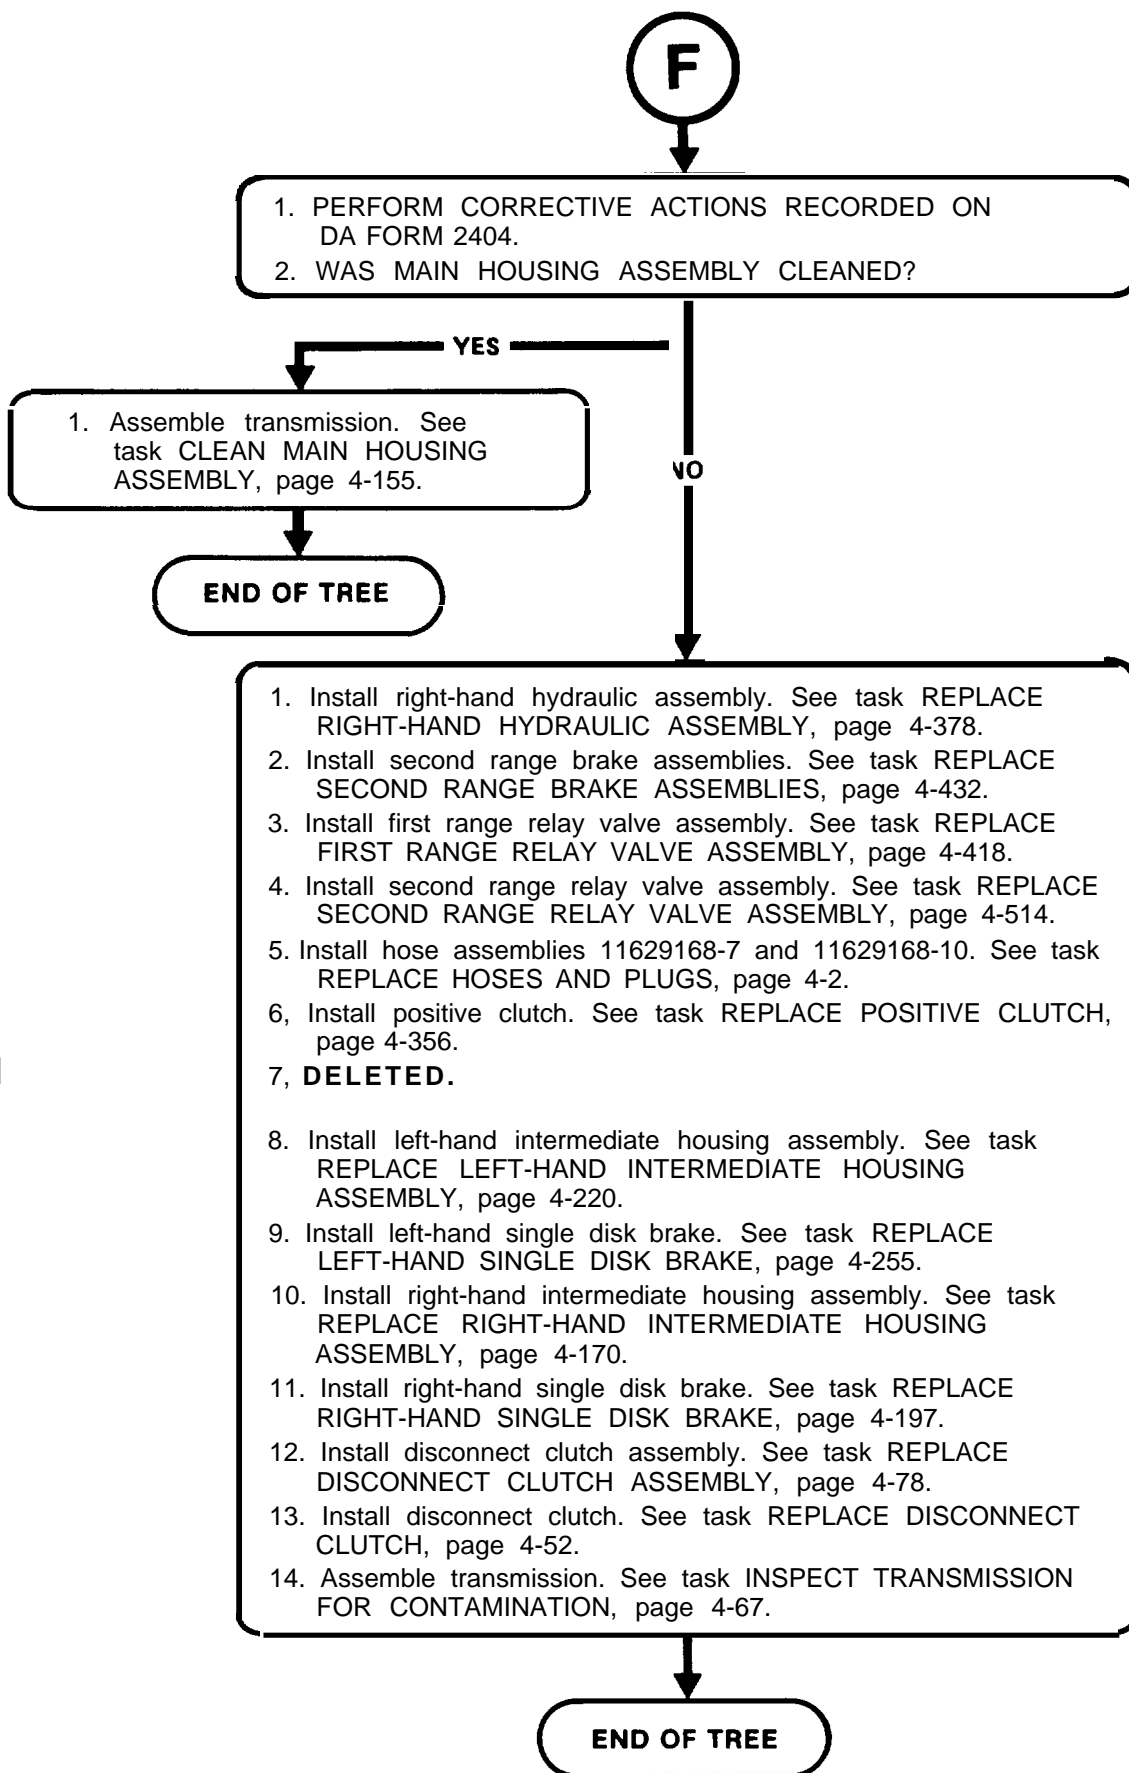 F
1. PERFORM CORRECTIVE ACTIONS RECORDED ON
DA FORM 2404.
2. WAS MAIN HOUSING ASSEMBLY CLEANED?
YES
1. Assemble transmission. See
task CLEAN MAIN HOUSING
ASSEMBLY, page 4-155.
NO
END OF TREE
1. Install right-hand hydraulic assembly. See task REPLACE
RIGHT-HAND HYDRAULIC ASSEMBLY, page 4-378.
2. Install second range brake assemblies. See task REPLACE
SECOND RANGE BRAKE ASSEMBLIES, page 4-432.
3. Install first range relay valve assembly. See task REPLACE
FIRST RANGE RELAY VALVE ASSEMBLY, page 4-418.
4. Install second range relay valve assembly. See task REPLACE
SECOND RANGE RELAY VALVE ASSEMBLY, page 4-514.
5. Install hose assemblies 11629168-7 and 11629168-10. See task
REPLACE HOSES AND PLUGS, page 4-2.
6, Install positive clutch. See task REPLACE POSITIVE CLUTCH,
page 4-356.
7, DELETED.
8. Install left-hand intermediate housing assembly. See task
REPLACE LEFT-HAND INTERMEDIATE HOUSING
ASSEMBLY, page 4-220.
9. Install left-hand single disk brake. See task REPLACE
LEFT-HAND SINGLE DISK BRAKE, page 4-255.
10. Install right-hand intermediate housing assembly. See task
REPLACE RIGHT-HAND INTERMEDIATE HOUSING
ASSEMBLY, page 4-170.
11. Install right-hand single disk brake. See task REPLACE
RIGHT-HAND SINGLE DISK BRAKE, page 4-197.
12. Install disconnect clutch assembly. See task REPLACE
DISCONNECT CLUTCH ASSEMBLY, page 4-78.
13. Install disconnect clutch. See task REPLACE DISCONNECT
CLUTCH, page 4-52.
14. Assemble transmission. See task INSPECT TRANSMISSION
FOR CONTAMINATION, page 4-67.
END OF TREE